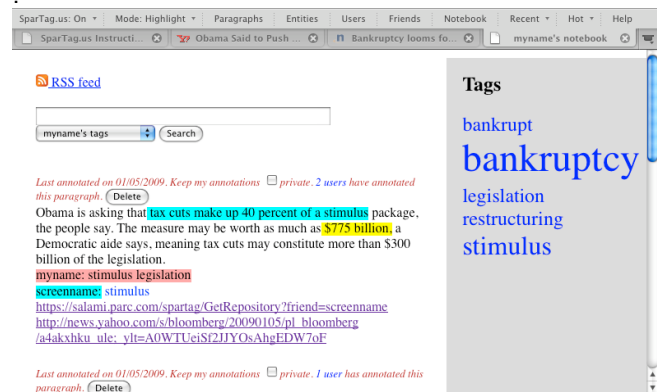 SparTag.us: On ▾ Mode: Highlight ▾ Paragraphs Entities Users Friends Notebook Recent ▾ Hot ▾ Help
SparTag.us Instructi... Obama Said to Push ... Bankruptcy looms fo... myname's notebook
RSS feed
myname's tags Search
Last annotated on 01/05/2009. Keep my annotations private. 2 users have annotated
this paragraph. Delete
Obama is asking that tax cuts make up 40 percent of a stimulus package,
the people say. The measure may be worth as much as $775 billion, a
Democratic aide says, meaning tax cuts may constitute more than $300
billion of the legislation.
myname: stimulus legislation
screenname: stimulus
https://salami.parc.com/spartag/GetRepository?friend=screenname
http://news.yahoo.com/s/bloomberg/20090105/pl_bloomberg
/a4akxhku_ule;_ylt=A0WTUeiSf2JJYOsAhgEDW7oF
Last annotated on 01/05/2009. Keep my annotations private. 1 user has annotated this
paragraph. Delete
Tags
bankrupt
bankruptcy
legislation
restructuring
stimulus